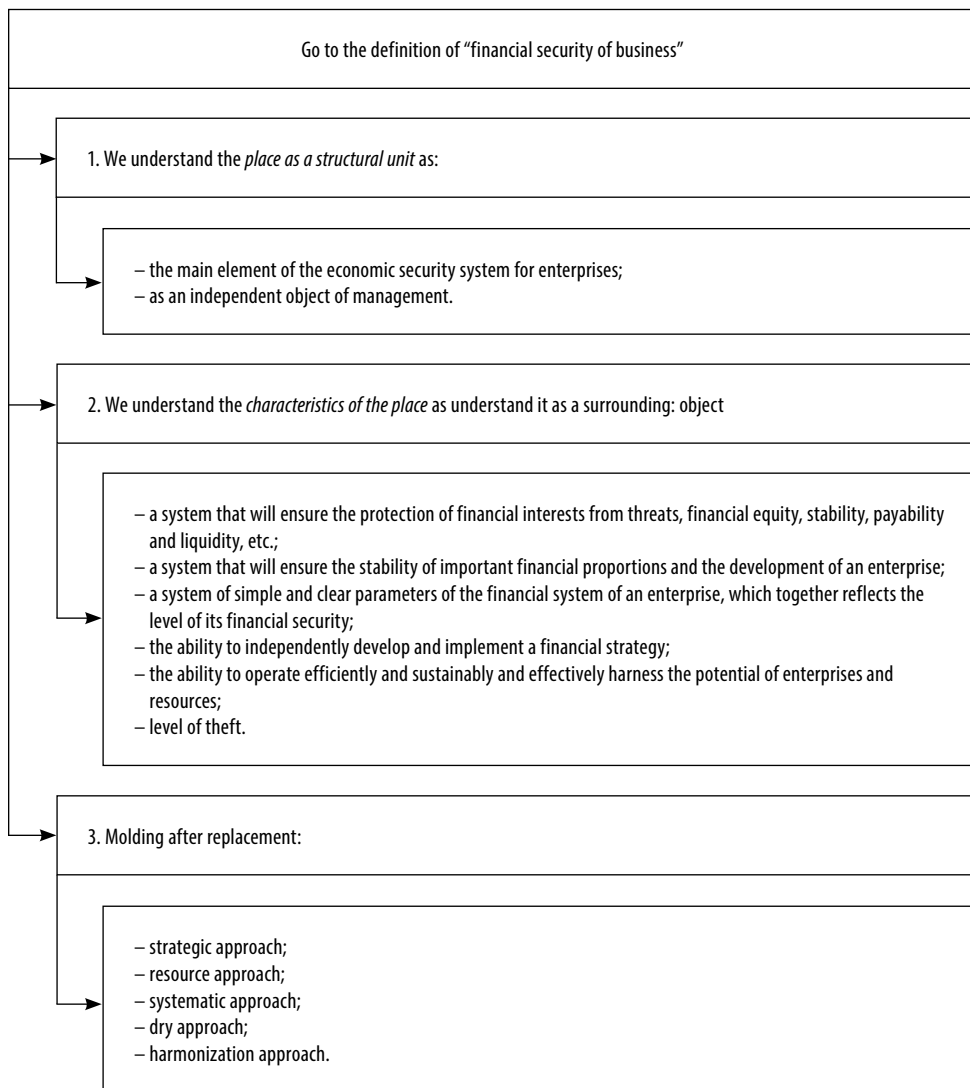 Go to the definition of “financial security of business”
1. We understand the place as a structural unit as:
– the main element of the economic security system for enterprises;
– as an independent object of management.
2. We understand the characteristics of the place as understand it as a surrounding: object
– a system that will ensure the protection of financial interests from threats, financial equity, stability, payability
and liquidity, etc.;
– a system that will ensure the stability of important financial proportions and the development of an enterprise;
– a system of simple and clear parameters of the financial system of an enterprise, which together reflects the
level of its financial security;
– the ability to independently develop and implement a financial strategy;
– the ability to operate efficiently and sustainably and effectively harness the potential of enterprises and
resources;
– level of theft.
3. Molding after replacement:
– strategic approach;
– resource approach;
– systematic approach;
– dry approach;
– harmonization approach.